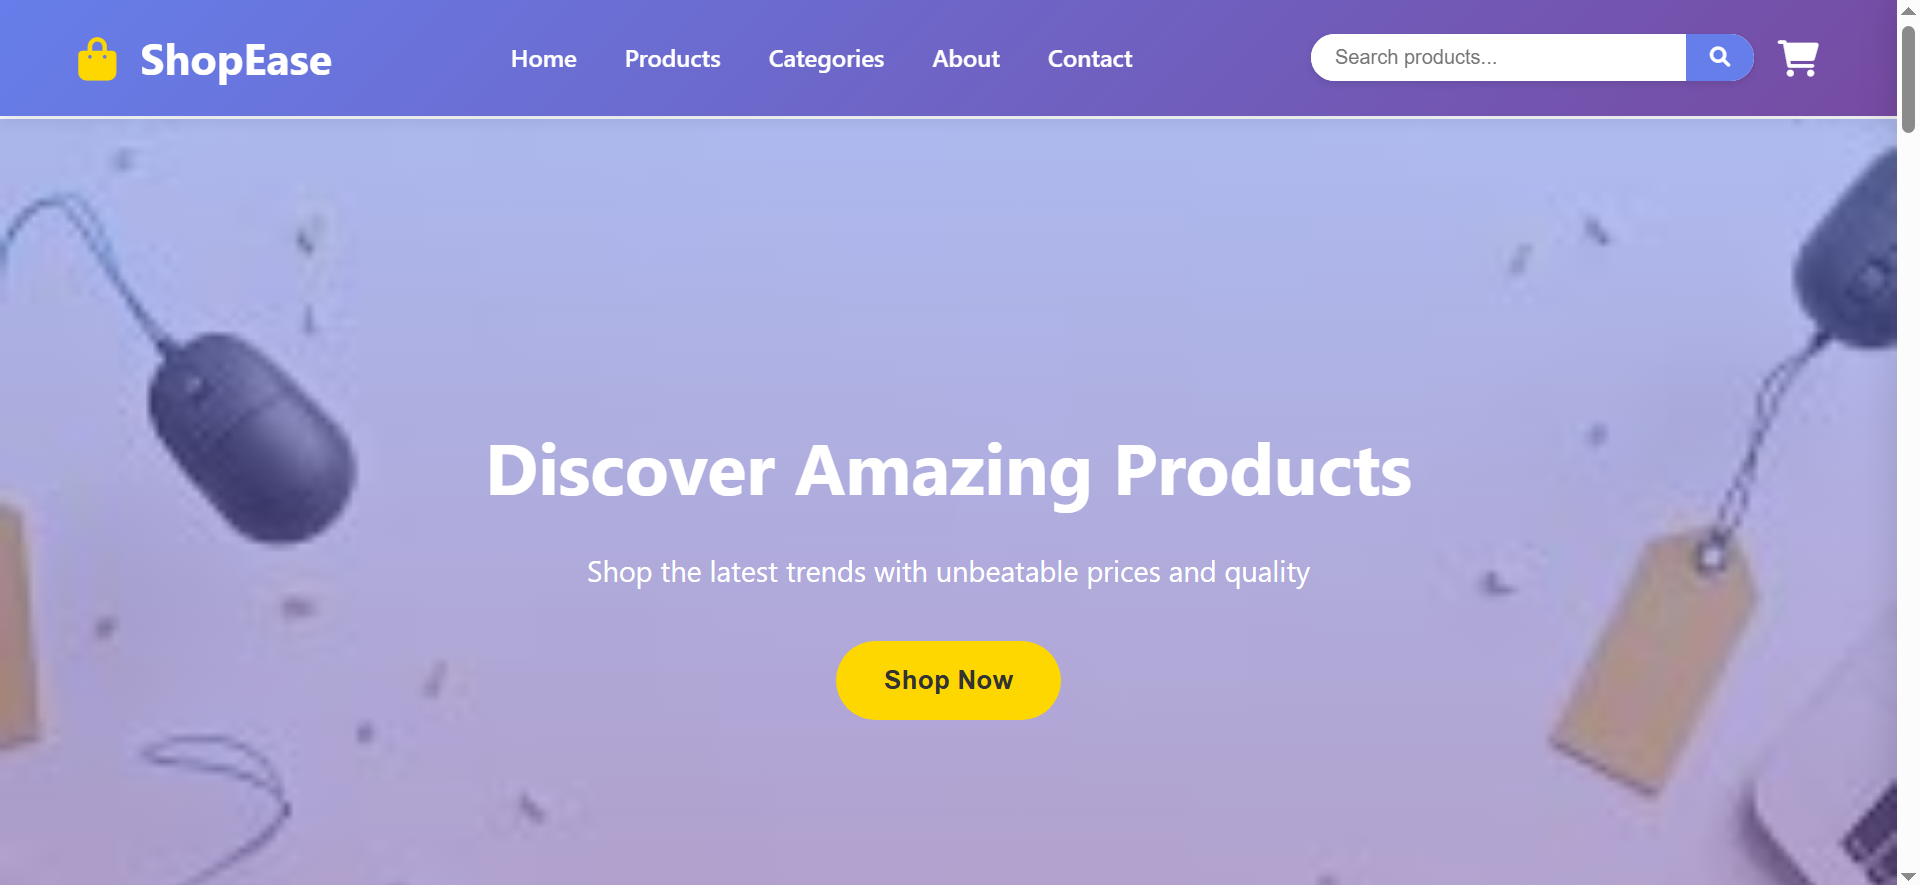 ShopEase
Home
Products
Categories
About
Contact
Search products...
Discover Amazing Products
Shop the latest trends with unbeatable prices and quality
Shop Now